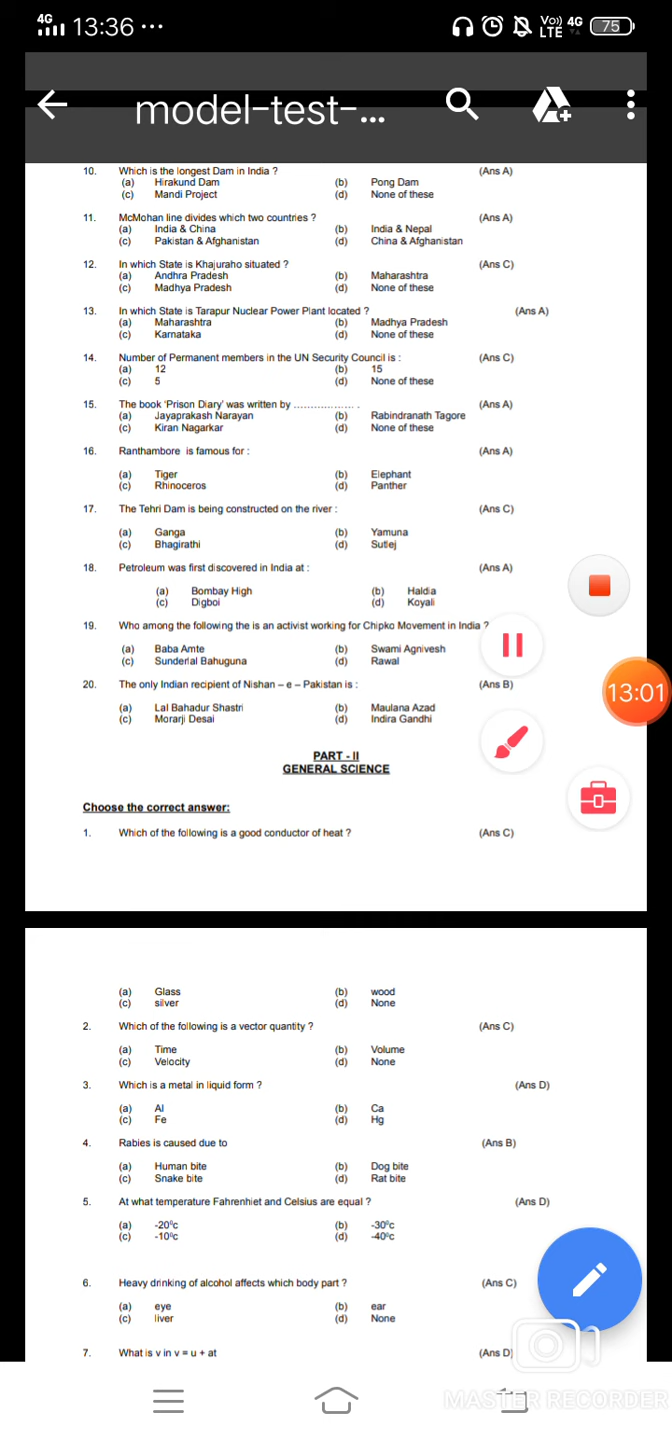 4G 13:36 ... Vo)) LTE 4G 75
model-test-...
10. Which is the longest Dam in India ? (Ans A)
(a) Hirakund Dam (b) Pong Dam
(c) Mandi Project (d) None of these
11. McMohan line divides which two countries ? (Ans A)
(a) India & China (b) India & Nepal
(c) Pakistan & Afghanistan (d) China & Afghanistan
12. In which State is Khajuraho situated ? (Ans C)
(a) Andhra Pradesh (b) Maharashtra
(c) Madhya Pradesh (d) None of these
13. In which State is Tarapur Nuclear Power Plant located ? (Ans A)
(a) Maharashtra (b) Madhya Pradesh
(c) Karnataka (d) None of these
14. Number of Permanent members in the UN Security Council is : (Ans C)
(a) 12 (b) 15
(c) 5 (d) None of these
15. The book ‘Prison Diary’ was written by ................... . (Ans A)
(a) Jayaprakash Narayan (b) Rabindranath Tagore
(c) Kiran Nagarkar (d) None of these
16. Ranthambore is famous for : (Ans A)
(a) Tiger (b) Elephant
(c) Rhinoceros (d) Panther
17. The Tehri Dam is being constructed on the river : (Ans C)
(a) Ganga (b) Yamuna
(c) Bhagirathi (d) Sutlej
18. Petroleum was first discovered in India at : (Ans A)
(a) Bombay High (b) Haldia
(c) Digboi (d) Koyali
19. Who among the following the is an activist working for Chipko Movement in India ?
(a) Baba Amte (b) Swami Agnivesh
(c) Sunderlal Bahuguna (d) Rawal
13:01
20. The only Indian recipient of Nishan – e – Pakistan is : (Ans B)
(a) Lal Bahadur Shastri (b) Maulana Azad
(c) Morarji Desai (d) Indira Gandhi
PART - II
GENERAL SCIENCE
Choose the correct answer:
1. Which of the following is a good conductor of heat ? (Ans C)
(a) Glass (b) wood
(c) silver (d) None
2. Which of the following is a vector quantity ? (Ans C)
(a) Time (b) Volume
(c) Velocity (d) None
3. Which is a metal in liquid form ? (Ans D)
(a) Al (b) Ca
(c) Fe (d) Hg
4. Rabies is caused due to (Ans B)
(a) Human bite (b) Dog bite
(c) Snake bite (d) Rat bite
5. At what temperature Fahrenhiet and Celsius are equal ? (Ans D)
(a) -20⁰c (b) -30⁰c
(c) -10⁰c (d) -40⁰c
6. Heavy drinking of alcohol affects which body part ? (Ans C)
(a) eye (b) ear
(c) liver (d) None
7. What is v in v = u + at (Ans D)
MASTER RECORDER